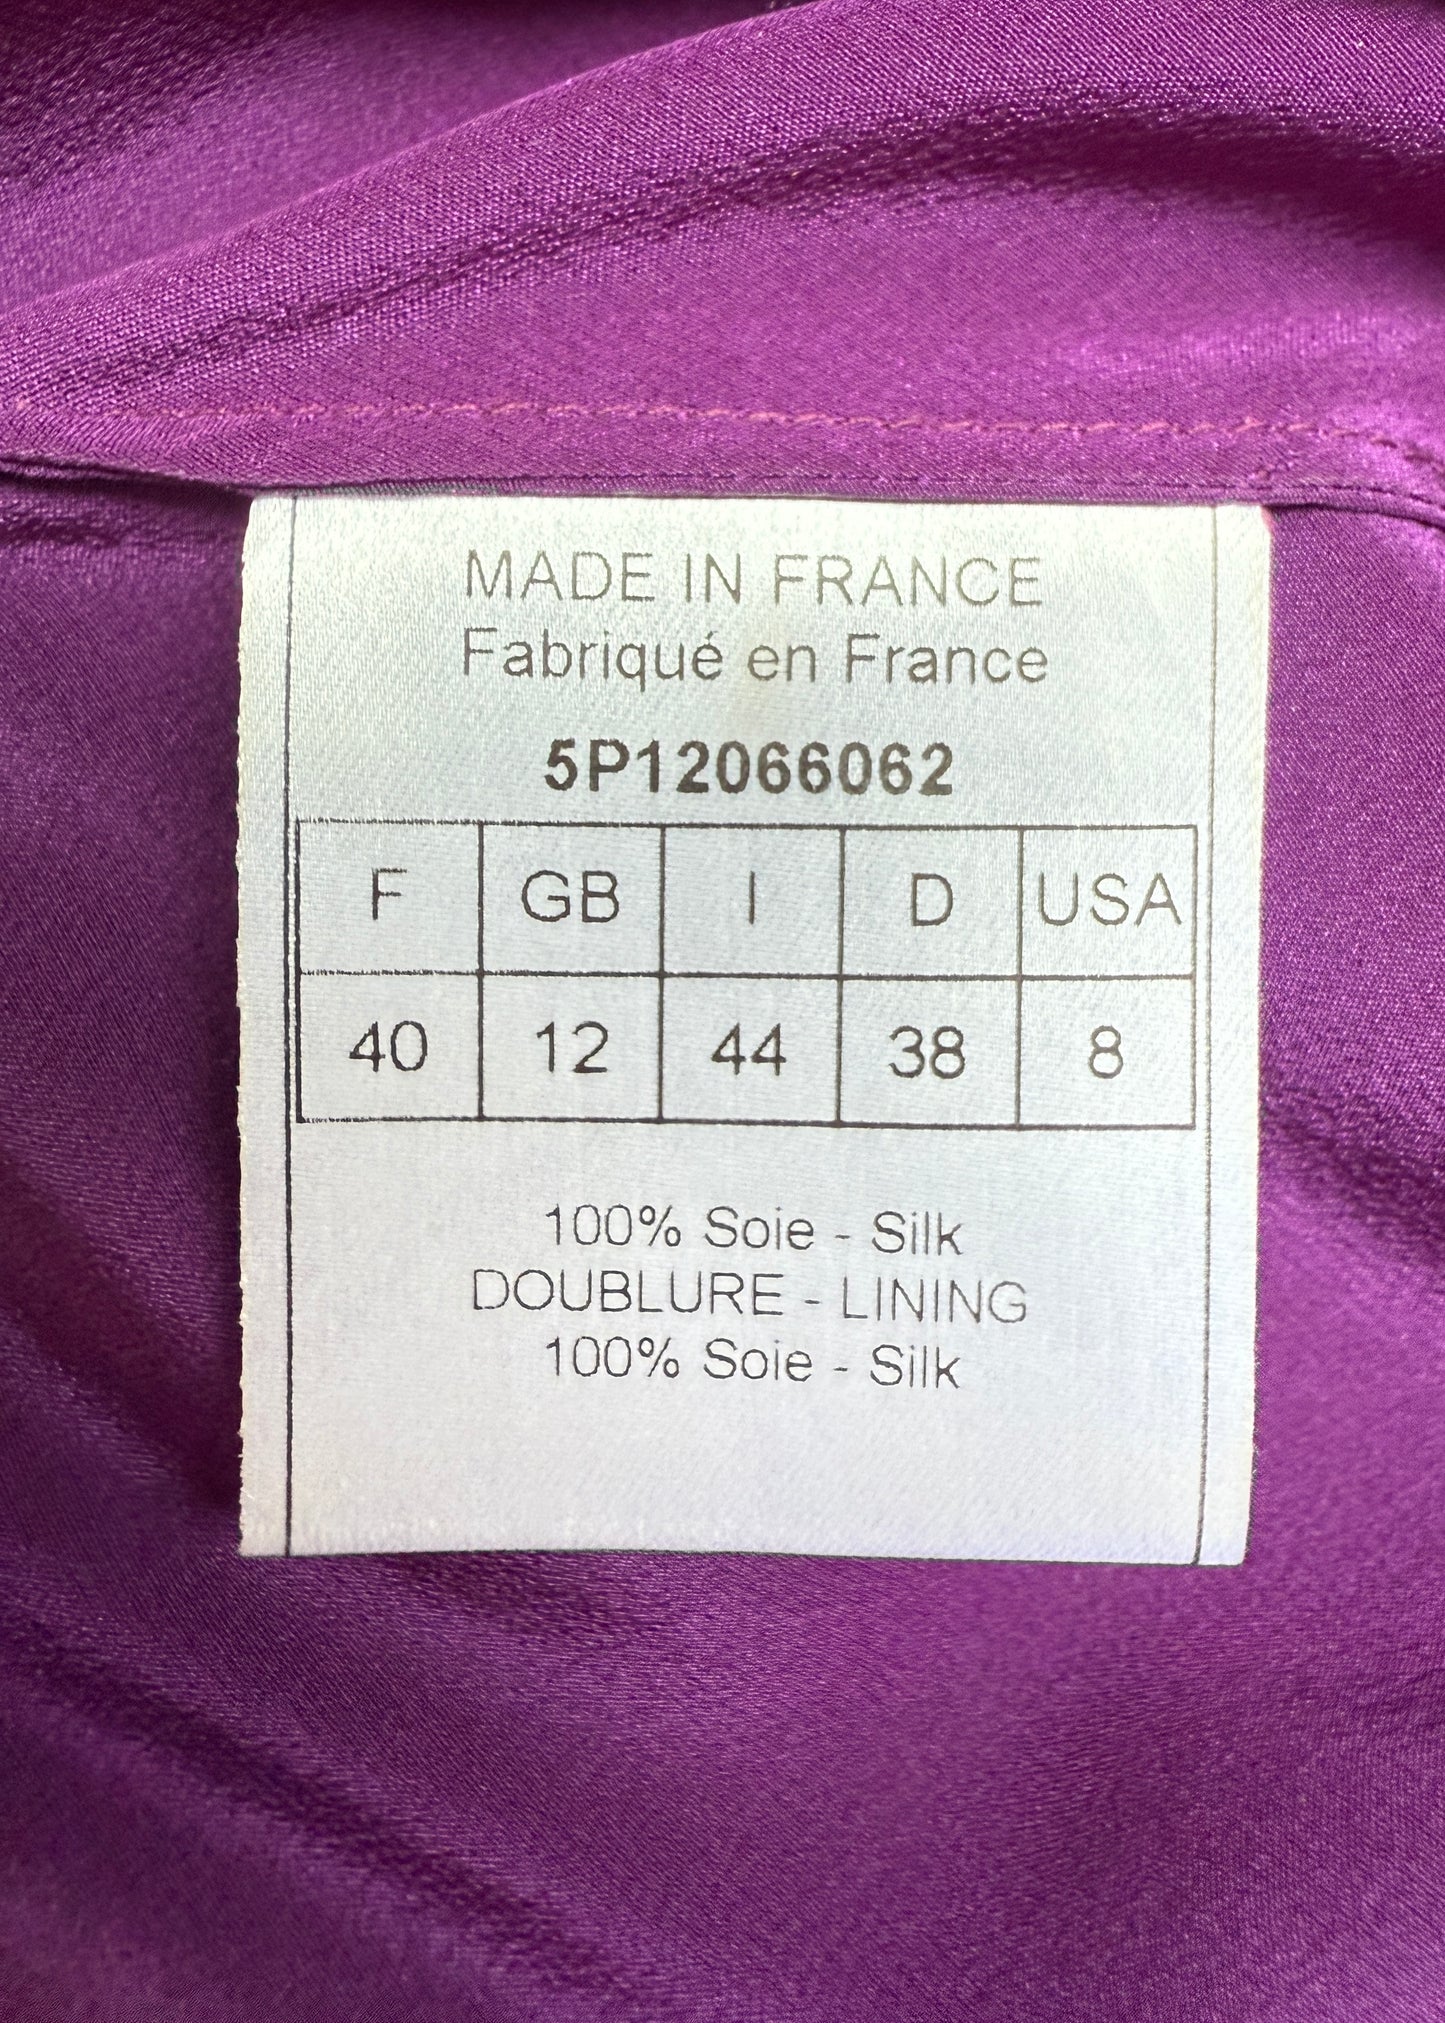 MADE IN FRANCE
Fabriqué en France
5P12066062
F GB I D USA
40 12 44 38 8
100% Soie - Silk
DOUBLURE - LINING
100% Soie - Silk